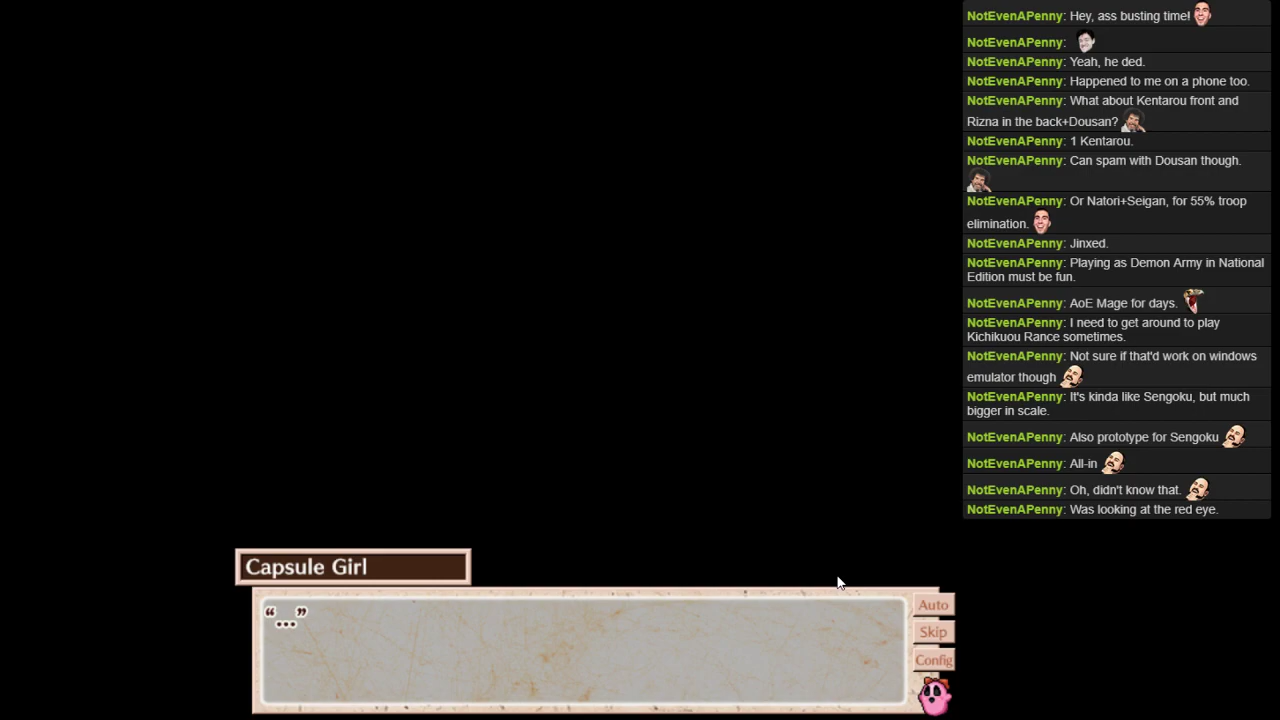 NotEvenAPenny: Hey, ass busting time!
NotEvenAPenny:
NotEvenAPenny: Yeah, he ded.
NotEvenAPenny: Happened to me on a phone too.
NotEvenAPenny: What about Kentarou front and
Rizna in the back+Dousan?
NotEvenAPenny: 1 Kentarou.
NotEvenAPenny: Can spam with Dousan though.
NotEvenAPenny: Or Natori+Seigan, for 55% troop
elimination.
NotEvenAPenny: Jinxed.
NotEvenAPenny: Playing as Demon Army in National
Edition must be fun.
NotEvenAPenny: AoE Mage for days.
NotEvenAPenny: I need to get around to play
Kichikuou Rance sometimes.
NotEvenAPenny: Not sure if that'd work on windows
emulator though
NotEvenAPenny: It's kinda like Sengoku, but much
bigger in scale.
NotEvenAPenny: Also prototype for Sengoku
NotEvenAPenny: All-in
NotEvenAPenny: Oh, didn't know that.
NotEvenAPenny: Was looking at the red eye.
Capsule Girl
“...”
Auto
Skip
Config